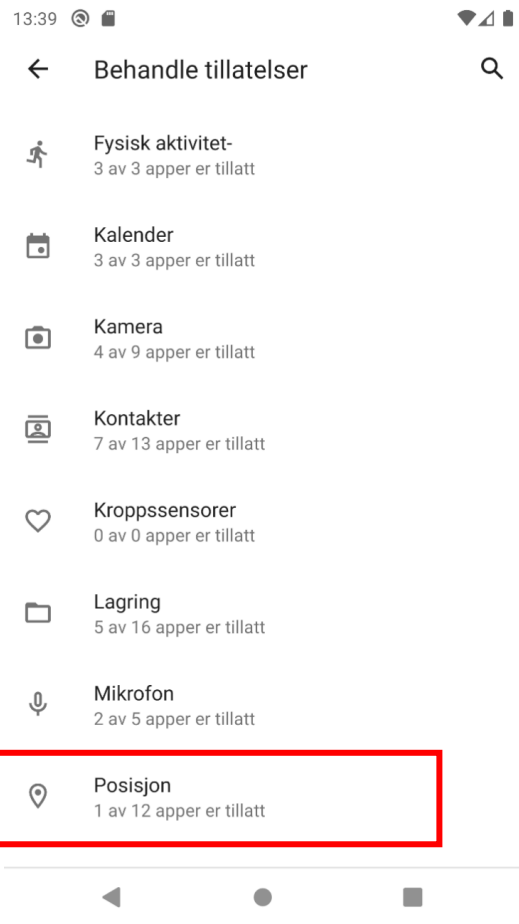 13:39
Behandle tillatelser
Fysisk aktivitet-
3 av 3 apper er tillatt
Kalender
3 av 3 apper er tillatt
Kamera
4 av 9 apper er tillatt
Kontakter
7 av 13 apper er tillatt
Kroppssensorer
0 av 0 apper er tillatt
Lagring
5 av 16 apper er tillatt
Mikrofon
2 av 5 apper er tillatt
Posisjon
1 av 12 apper er tillatt